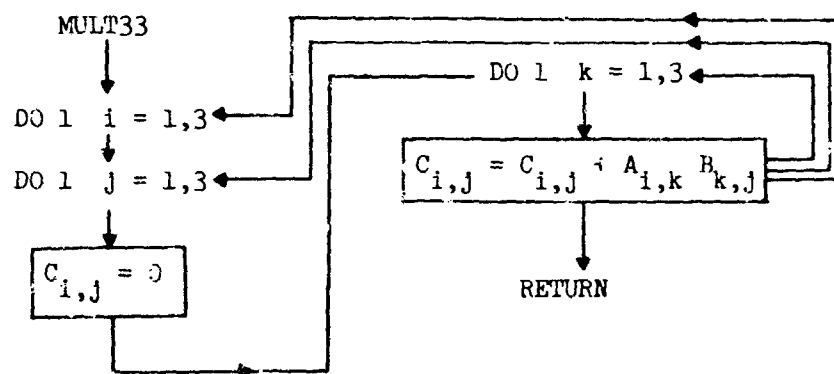 MULT33
DO 1 i = 1,3
DO 1 j = 1,3
C_{i,j} = 0
DO 1 k = 1,3
C_{i,j} = C_{i,j} + A_{i,k} B_{k,j}
RETURN